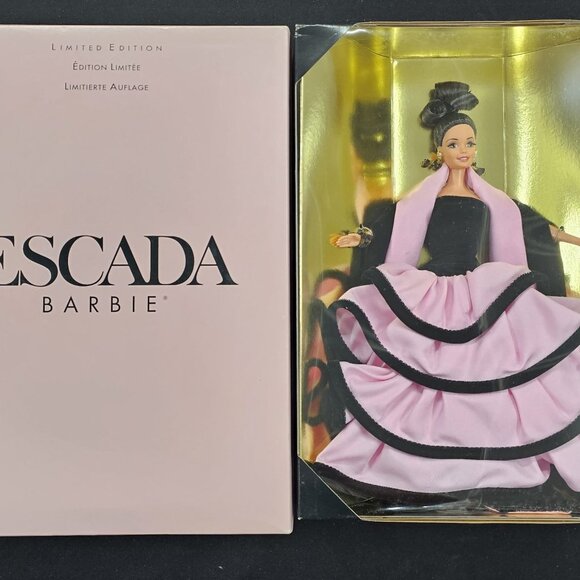 LIMITED EDITION
ÉDITION LIMITÉE
LIMITIERTE AUFLAGE
ESCADA
BARBIE®